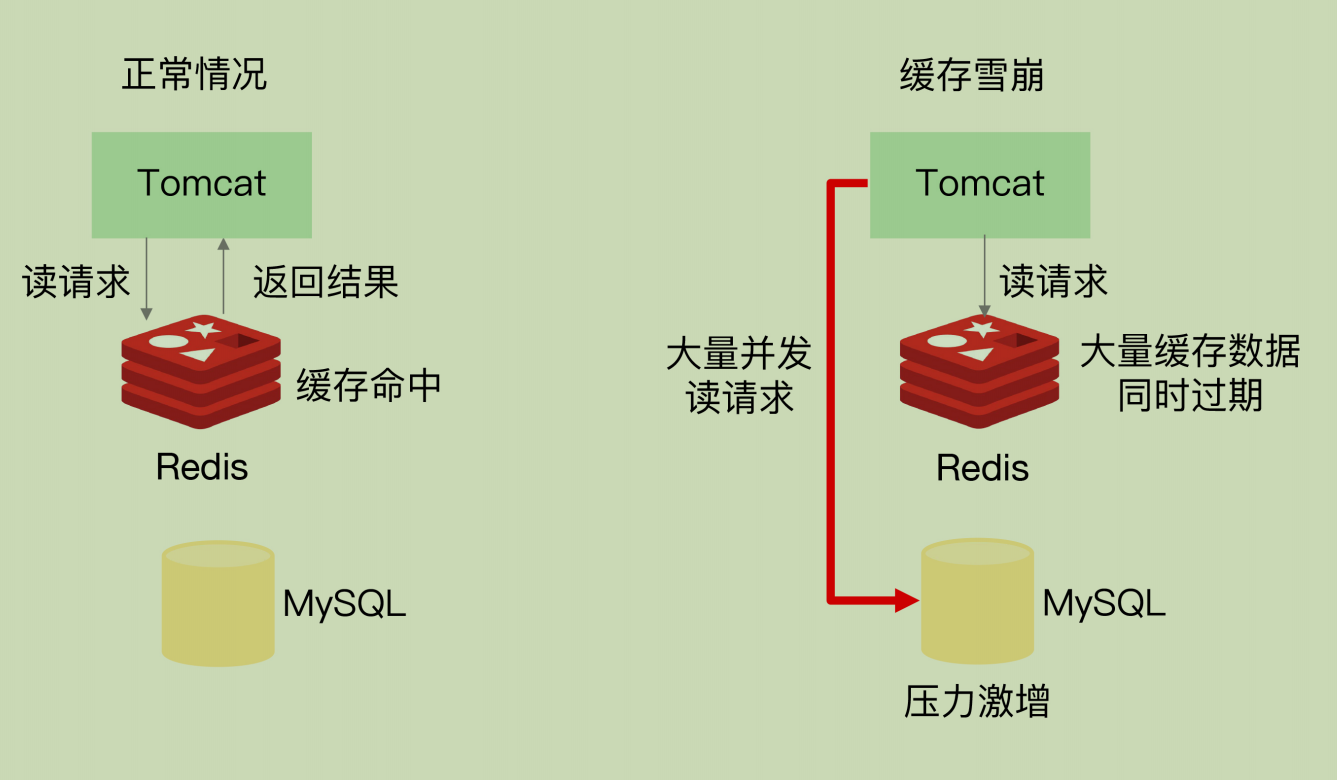 正常情况
Tomcat
读请求
返回结果
缓存命中
Redis
MySQL
缓存雪崩
Tomcat
读请求
大量并发
读请求
大量缓存数据
同时过期
Redis
MySQL
压力激增